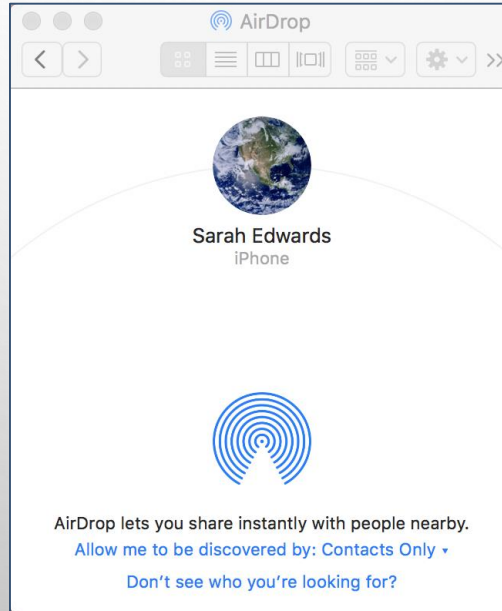 AirDrop
Sarah Edwards
iPhone
AirDrop lets you share instantly with people nearby.
Allow me to be discovered by: Contacts Only
Don't see who you're looking for?